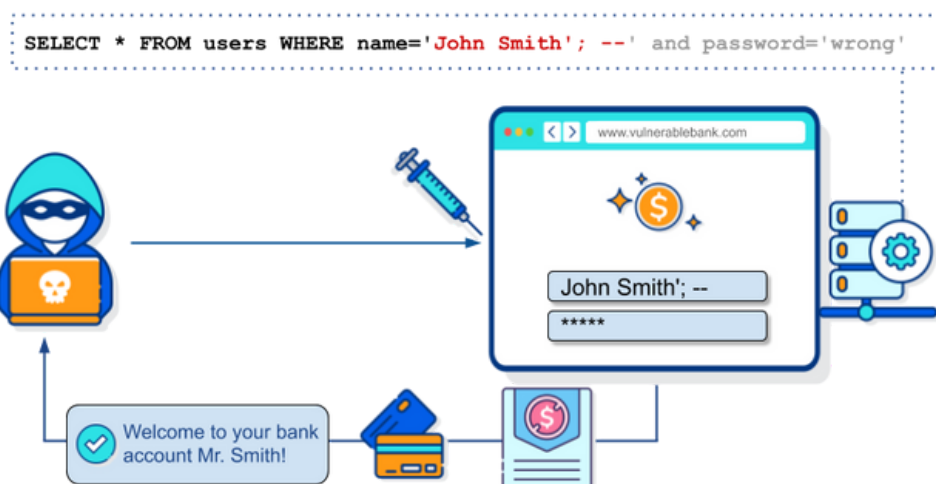 SELECT * FROM users WHERE name='John Smith'; --' and password='wrong'
www.vulnerablebank.com
$
John Smith'; --
*****
$
Welcome to your bank
account Mr. Smith!